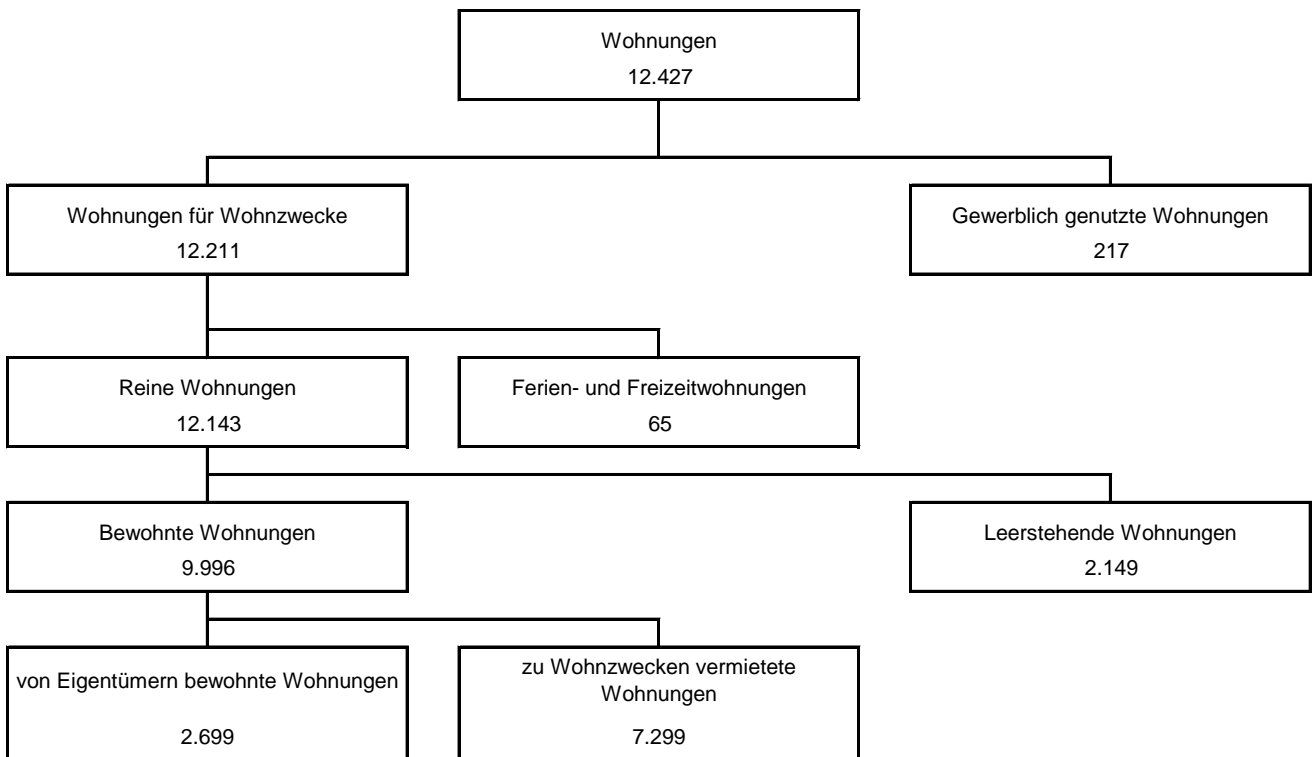 Wohnungen
12.427
Wohnungen für Wohnzwecke
12.211
Gewerblich genutzte Wohnungen
217
Reine Wohnungen
12.143
Ferien- und Freizeitwohnungen
65
Bewohnte Wohnungen
9.996
Leerstehende Wohnungen
2.149
von Eigentümern bewohnte Wohnungen
2.699
zu Wohnzwecken vermietete
Wohnungen
7.299